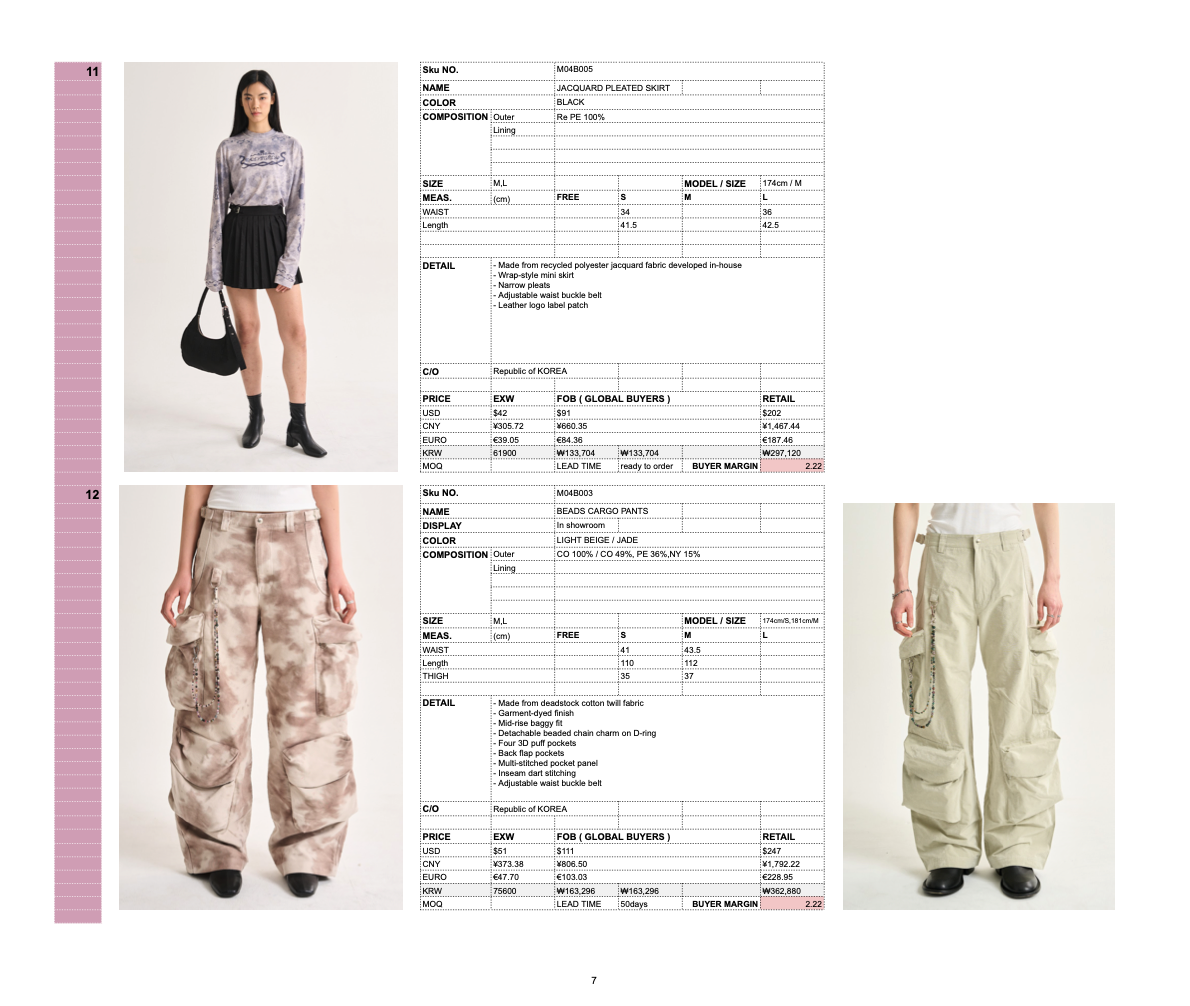 11
Sku NO. M04B005
NAME JACQUARD PLEATED SKIRT
COLOR BLACK
COMPOSITION Outer Re PE 100%
Lining
SIZE M,L MODEL / SIZE 174cm / M
MEAS. (cm) FREE S M L
WAIST 34 36
Length 41.5 42.5
DETAIL - Made from recycled polyester jacquard fabric developed in-house
- Wrap-style mini skirt
- Narrow pleats
- Adjustable waist buckle belt
- Leather logo label patch
C/O Republic of KOREA
PRICE EXW FOB ( GLOBAL BUYERS ) RETAIL
USD $42 $91 $202
CNY ¥305.72 ¥660.35 ¥1,467.44
EURO €39.05 €84.36 €187.46
KRW 61900 ₩133,704 ₩133,704 ₩297,120
MOQ LEAD TIME ready to order BUYER MARGIN 2.22
12
Sku NO. M04B003
NAME BEADS CARGO PANTS
DISPLAY In showroom
COLOR LIGHT BEIGE / JADE
COMPOSITION Outer CO 100% / CO 49%, PE 36%,NY 15%
Lining
SIZE M,L MODEL / SIZE 174cm/S,181cm/M
MEAS. (cm) FREE S M L
WAIST 41 43.5
Length 110 112
THIGH 35 37
DETAIL - Made from deadstock cotton twill fabric
- Garment-dyed finish
- Mid-rise baggy fit
- Detachable beaded chain charm on D-ring
- Four 3D puff pockets
- Back flap pockets
- Multi-stitched pocket panel
- Inseam dart stitching
- Adjustable waist buckle belt
C/O Republic of KOREA
PRICE EXW FOB ( GLOBAL BUYERS ) RETAIL
USD $51 $111 $247
CNY ¥373.38 ¥806.50 ¥1,792.22
EURO €47.70 €103.03 €228.95
KRW 75600 ₩163,296 ₩163,296 ₩362,880
MOQ LEAD TIME 50days BUYER MARGIN 2.22
7